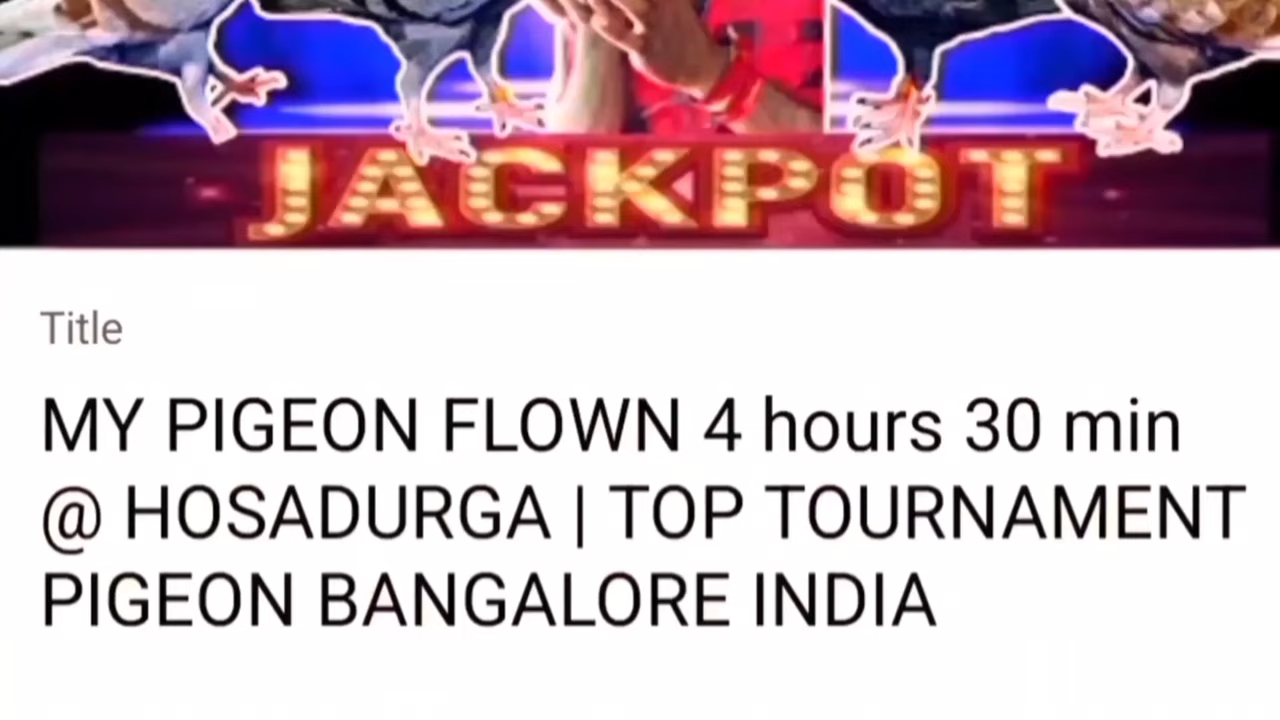 JACKPOT
Title
MY PIGEON FLOWN 4 hours 30 min
@ HOSADURGA | TOP TOURNAMENT
PIGEON BANGALORE INDIA